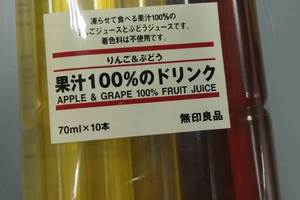 凍らせて食べる果汁100%の
んごジュースとぶどうジュースです。
着色料は不使用です。
りんご&ぶどう
果汁100%のドリンク
APPLE & GRAPE 100% FRUIT JUICE
70ml×10本
無印良品